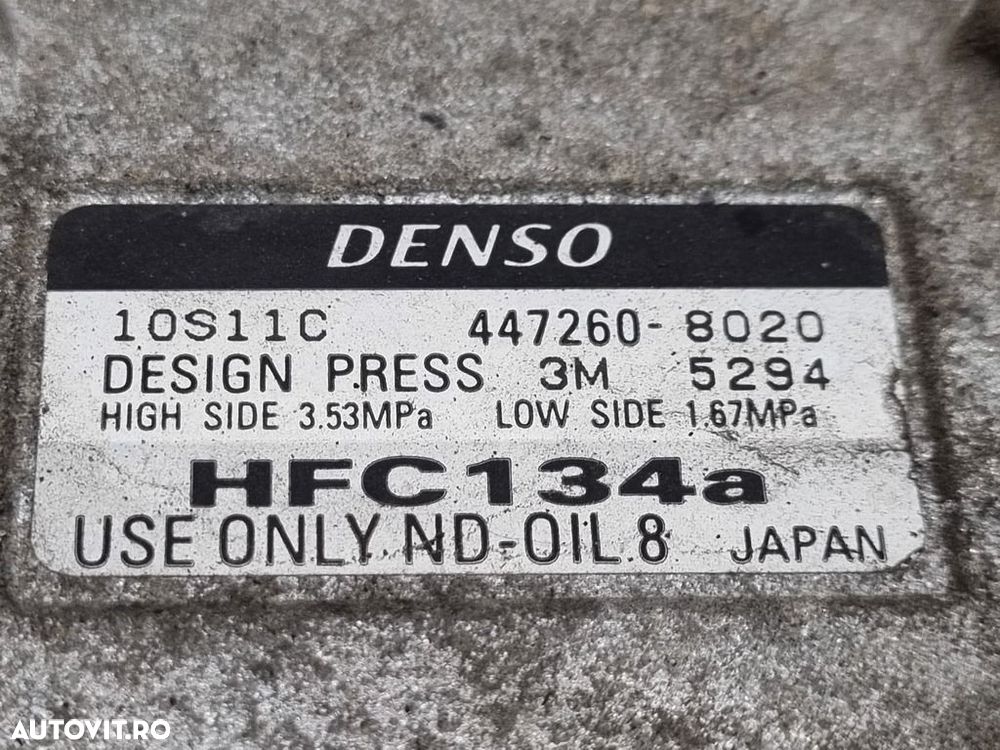 DENSO
10S11C 447260-8020
DESIGN PRESS 3M 5294
HIGH SIDE 3.53MPa LOW SIDE 1.67MPa
HFC134a
USE ONLY ND-OIL 8 JAPAN
AUTOVIT.RO